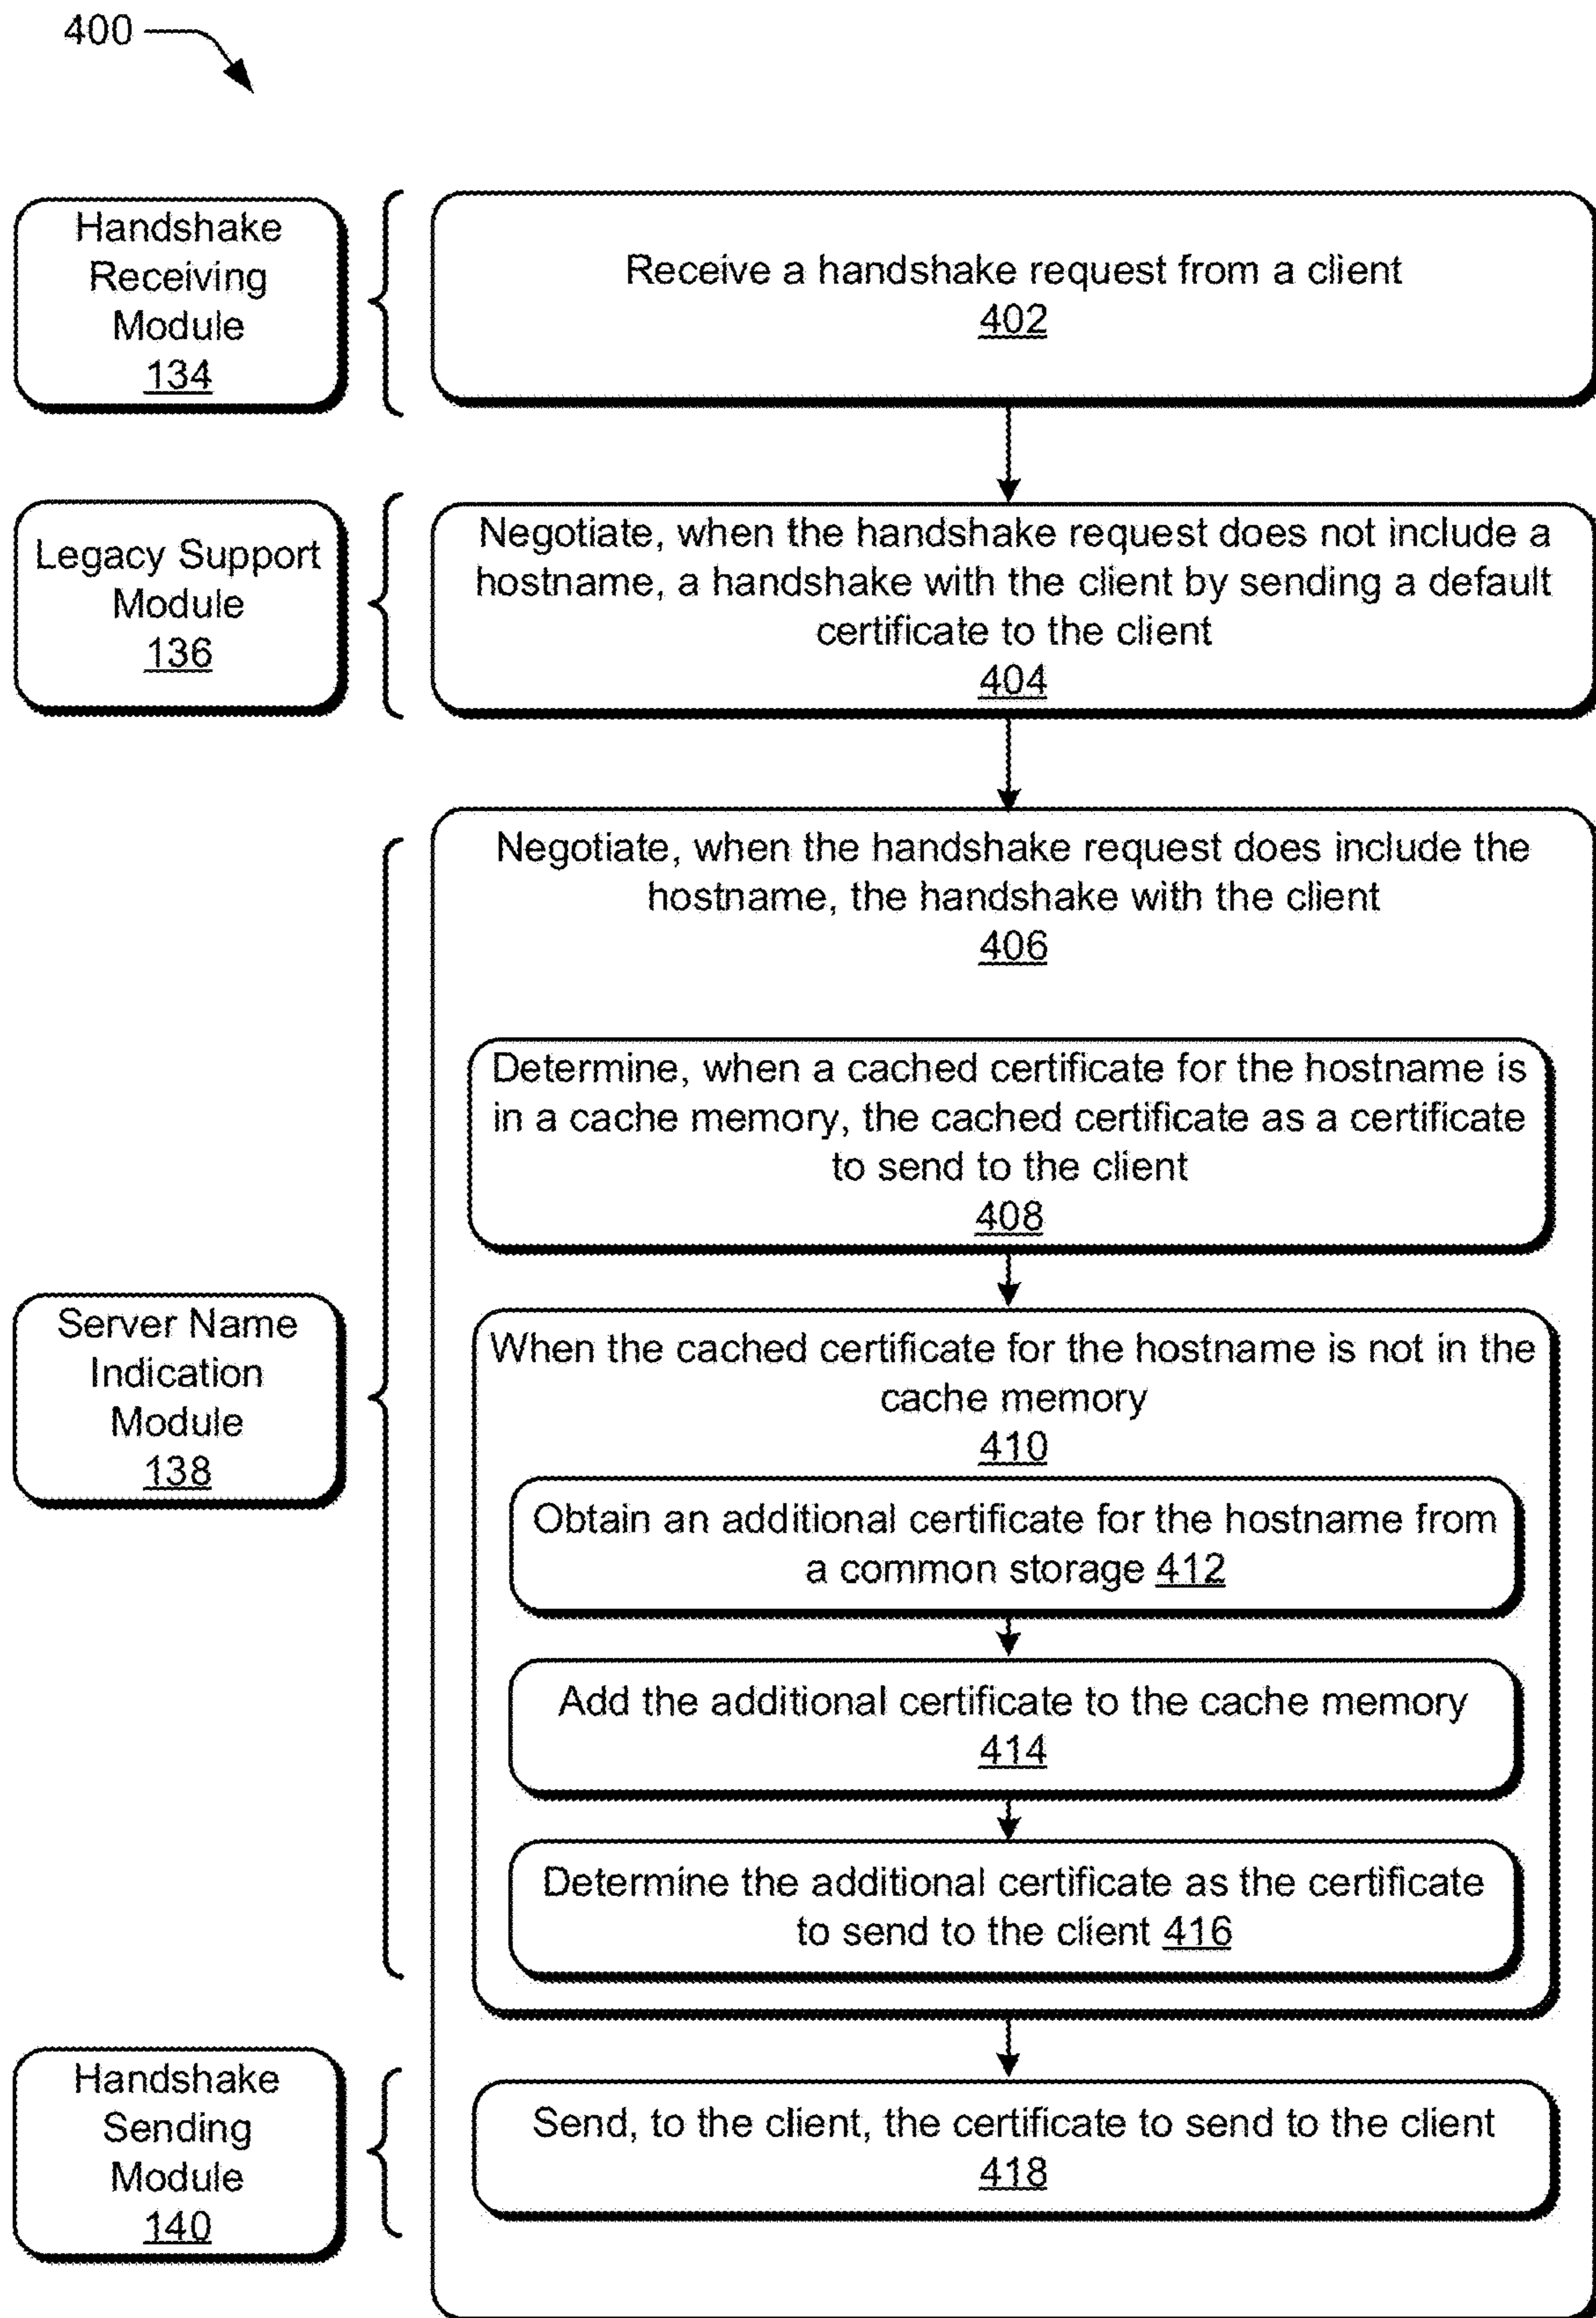 400
Handshake
Receiving
Module
134
Receive a handshake request from a client
402
Legacy Support
Module
136
Negotiate, when the handshake request does not include a
hostname, a handshake with the client by sending a default
certificate to the client
404
Negotiate, when the handshake request does include the
hostname, the handshake with the client
406
Determine, when a cached certificate for the hostname is
in a cache memory, the cached certificate as a certificate
to send to the client
408
Server Name
Indication
Module
138
When the cached certificate for the hostname is not in the
cache memory
410
Obtain an additional certificate for the hostname from
a common storage 412
Add the additional certificate to the cache memory
414
Determine the additional certificate as the certificate
to send to the client 416
Handshake
Sending
Module
140
Send, to the client, the certificate to send to the client
418